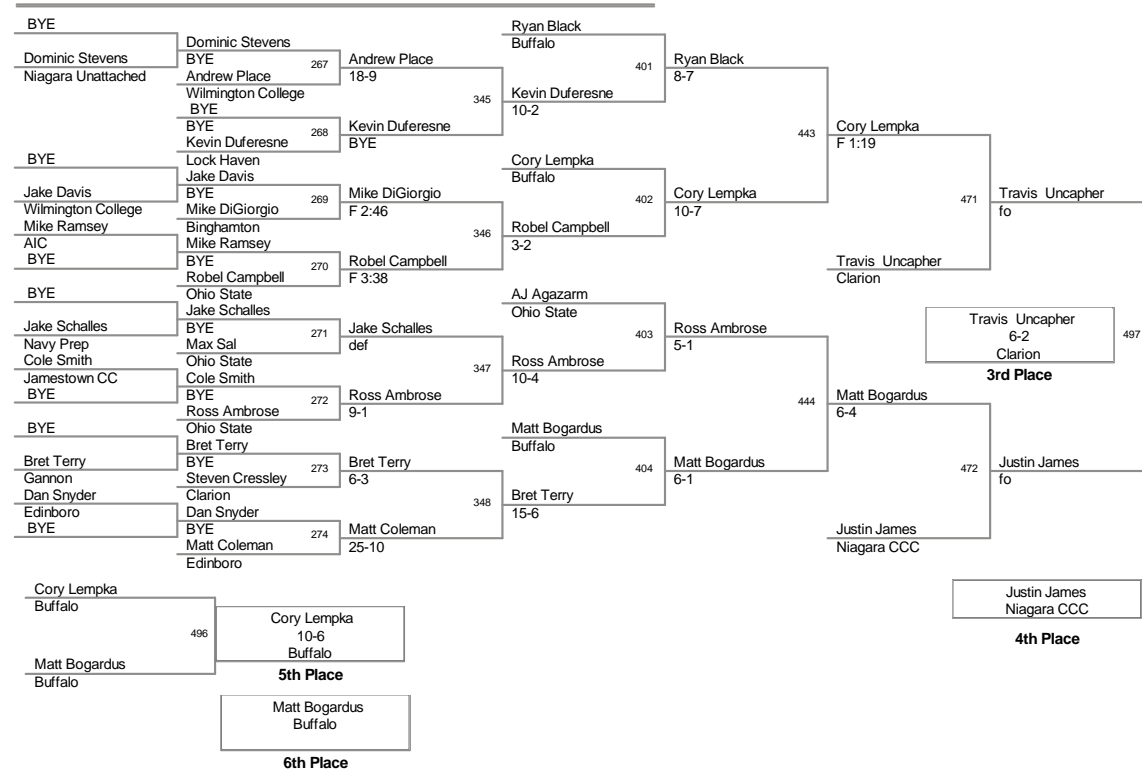 BYE
Dominic Stevens
Niagara Unattached
BYE
Jake Davis
Wilmington College
Mike Ramsey
AIC
BYE
BYE
Jake Schalles
Navy Prep
Cole Smith
Jamestown CC
BYE
BYE
Bret Terry
Gannon
Dan Snyder
Edinboro
BYE
Dominic Stevens
BYE
267
Andrew Place
Wilmington College
BYE
BYE
268
Kevin Duferesne
Lock Haven
Jake Davis
BYE
269
Mike DiGiorgio
Binghamton
Mike Ramsey
BYE
270
Robel Campbell
Ohio State
Jake Schalles
BYE
271
Max Sal
Ohio State
Cole Smith
BYE
272
Ross Ambrose
Ohio State
Bret Terry
BYE
273
Steven Cressley
Clarion
Dan Snyder
BYE
274
Matt Coleman
Edinboro
Andrew Place
18-9
345
Kevin Duferesne
BYE
Mike DiGiorgio
F 2:46
346
Robel Campbell
F 3:38
Jake Schalles
def
347
Ross Ambrose
9-1
Bret Terry
6-3
348
Matt Coleman
25-10
Ryan Black
Buffalo
401
Kevin Duferesne
10-2
Cory Lempka
Buffalo
402
Robel Campbell
3-2
AJ Agazarm
Ohio State
403
Ross Ambrose
10-4
Matt Bogardus
Buffalo
404
Bret Terry
15-6
Ryan Black
8-7
443
Cory Lempka
10-7
Ross Ambrose
5-1
444
Matt Bogardus
6-1
Cory Lempka
F 1:19
471
Travis Uncapher
Clarion
Matt Bogardus
6-4
472
Justin James
Niagara CCC
Travis Uncapher
fo
Travis Uncapher
6-2
Clarion
497
3rd Place
Justin James
fo
Justin James
Niagara CCC
4th Place
Cory Lempka
Buffalo
496
Matt Bogardus
Buffalo
Cory Lempka
10-6
Buffalo
5th Place
Matt Bogardus
Buffalo
6th Place